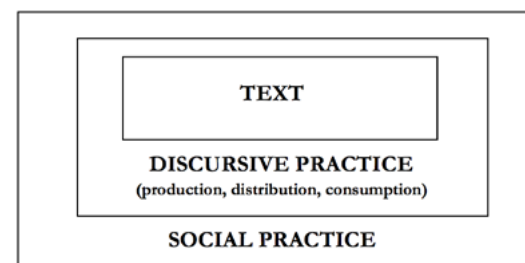 TEXT
DISCURSIVE PRACTICE
(production, distribution, consumption)
SOCIAL PRACTICE